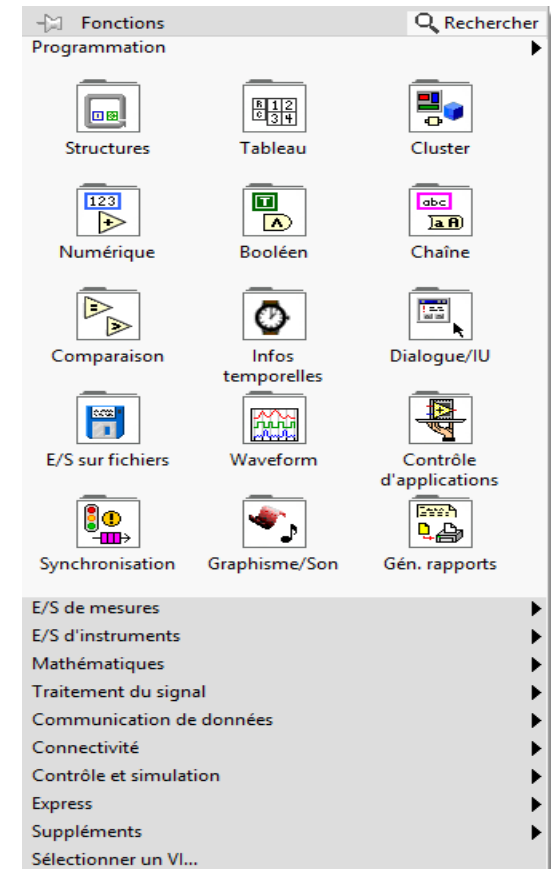 Fonctions Rechercher
Programmation
Structures Tableau Cluster
123
Numérique Booléen Chaîne
Comparaison Infos temporelles Dialogue/IU
E/S sur fichiers Waveform Contrôle d'applications
Synchronisation Graphisme/Son Gén. rapports
E/S de mesures
E/S d'instruments
Mathématiques
Traitement du signal
Communication de données
Connectivité
Contrôle et simulation
Express
Suppléments
Sélectionner un VI...